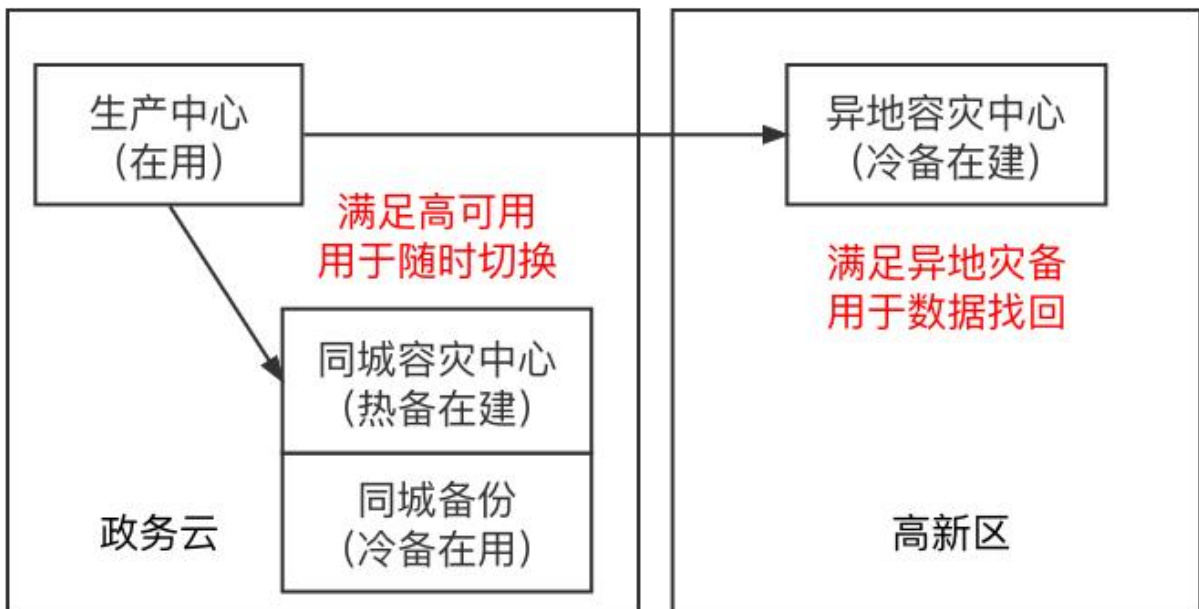 生产中心
（在用）
满足高可用
用于随时切换
同城容灾中心
（热备在建）
同城备份
（冷备在用）
政务云
异地容灾中心
（冷备在建）
满足异地灾备
用于数据找回
高新区